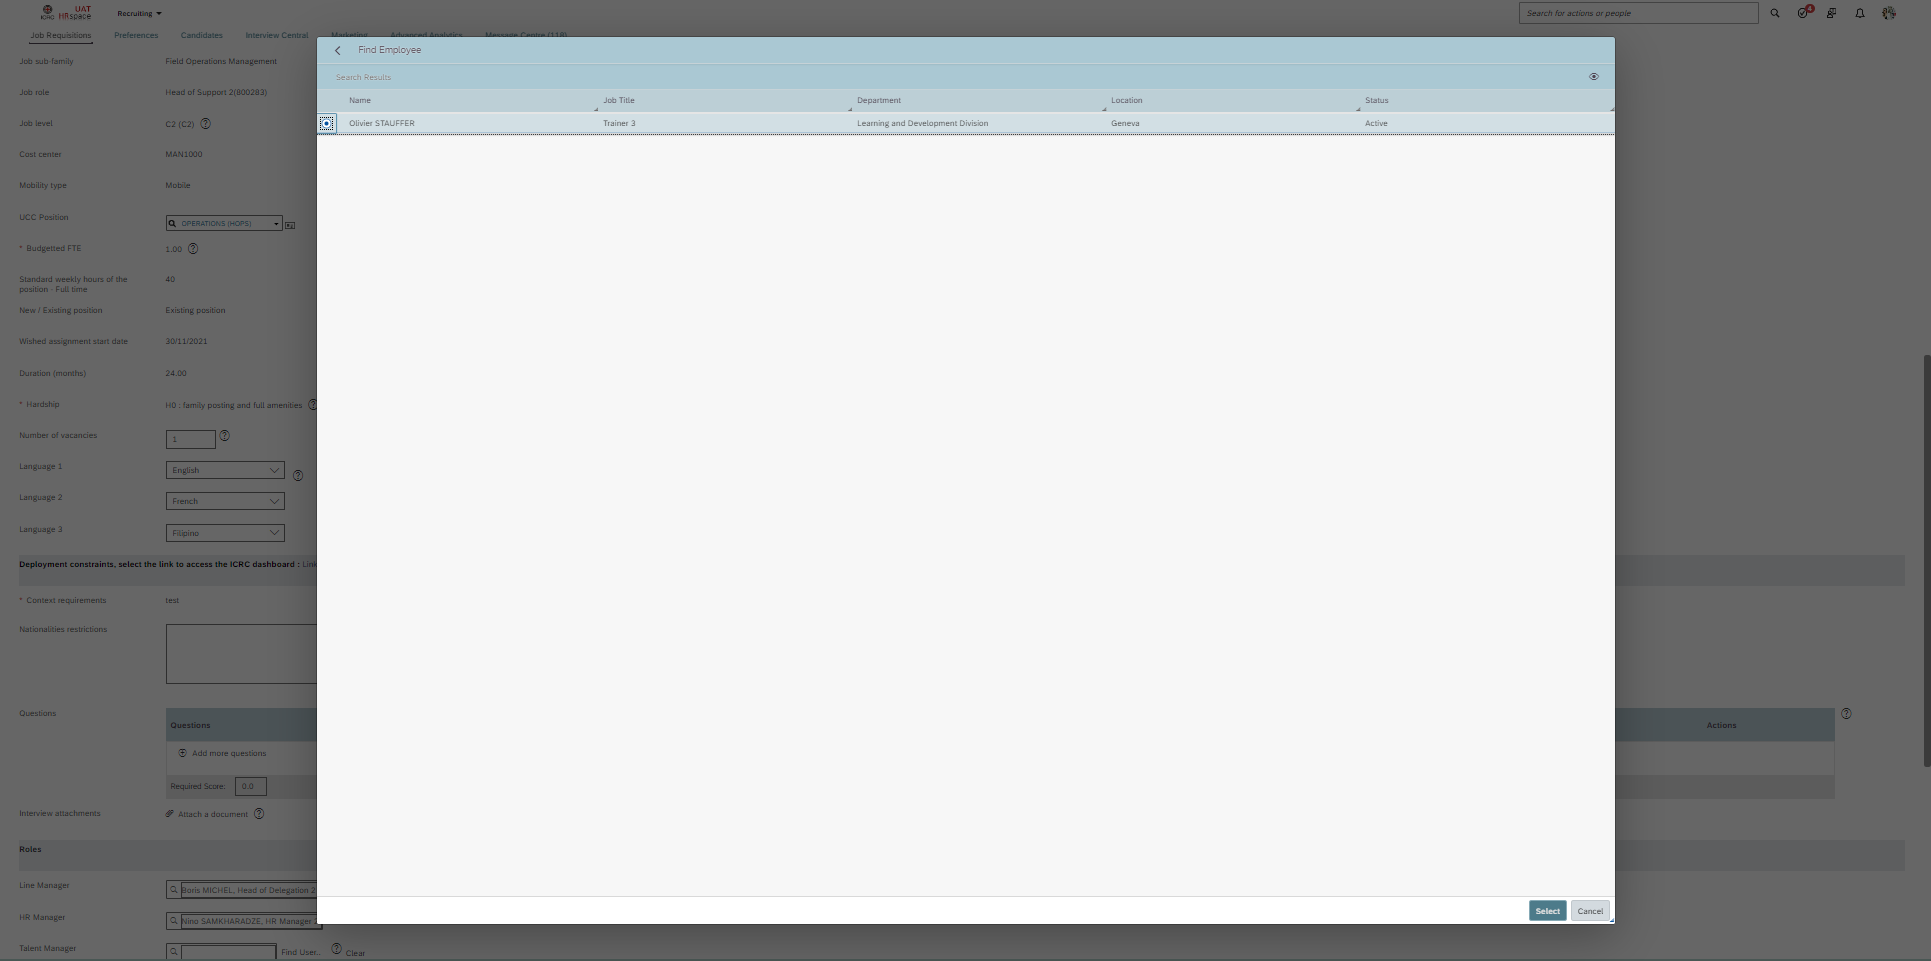 UAT
ICRC HRspace
Recruiting
Search for actions or people
4
Job Requisitions
Preferences
Candidates
Interview Central
Marketing
Advanced Analytics
Message Centre (118)
Find Employee
Search Results
Name
Job Title
Department
Location
Status
Olivier STAUFFER
Trainer 3
Learning and Development Division
Geneva
Active
Job sub-family
Field Operations Management
Job role
Head of Support 2(800283)
Job level
C2 (C2)
Cost center
MAN1000
Mobility type
Mobile
UCC Position
OPERATIONS (HOPS)
* Budgetted FTE
1.00
Standard weekly hours of the
position - Full time
40
New / Existing position
Existing position
Wished assignment start date
30/11/2021
Duration (months)
24.00
* Hardship
H0 : family posting and full amenities
Number of vacancies
1
Language 1
English
Language 2
French
Language 3
Filipino
Deployment constraints, select the link to access the ICRC dashboard : Link
* Context requirements
test
Nationalities restrictions
Questions
Questions
Actions
Add more questions
Required Score:
0.0
Interview attachments
Attach a document
Roles
Line Manager
Boris MICHEL, Head of Delegation 2
HR Manager
Nino SAMKHARADZE, HR Manager
Talent Manager
Find User..
Clear
Select
Cancel